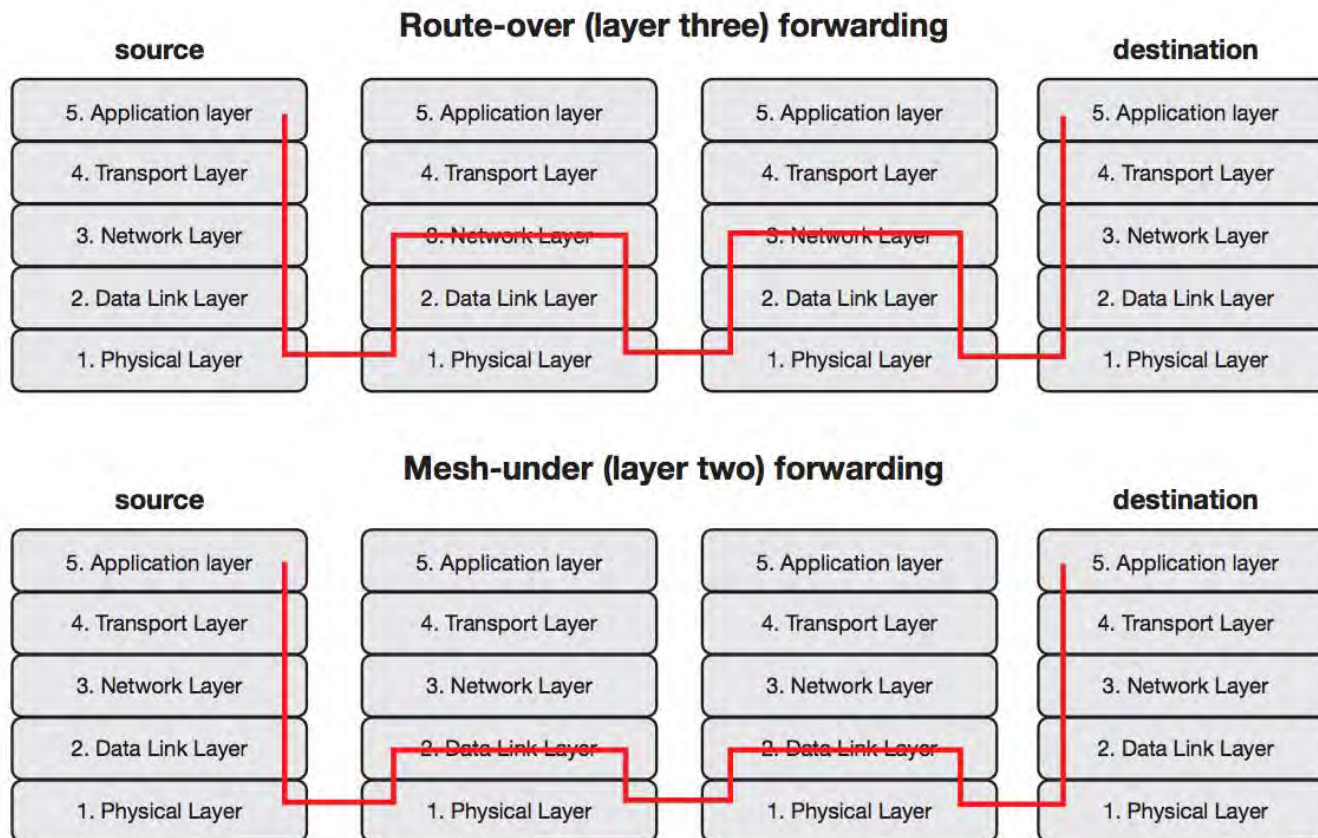 Route-over (layer three) forwarding
source
destination
5. Application layer
5. Application layer
5. Application layer
5. Application layer
4. Transport Layer
4. Transport Layer
4. Transport Layer
4. Transport Layer
3. Network Layer
3. Network Layer
3. Network Layer
3. Network Layer
2. Data Link Layer
2. Data Link Layer
2. Data Link Layer
2. Data Link Layer
1. Physical Layer
1. Physical Layer
1. Physical Layer
1. Physical Layer
Mesh-under (layer two) forwarding
source
destination
5. Application layer
5. Application layer
5. Application layer
5. Application layer
4. Transport Layer
4. Transport Layer
4. Transport Layer
4. Transport Layer
3. Network Layer
3. Network Layer
3. Network Layer
3. Network Layer
2. Data Link Layer
2. Data Link Layer
2. Data Link Layer
2. Data Link Layer
1. Physical Layer
1. Physical Layer
1. Physical Layer
1. Physical Layer